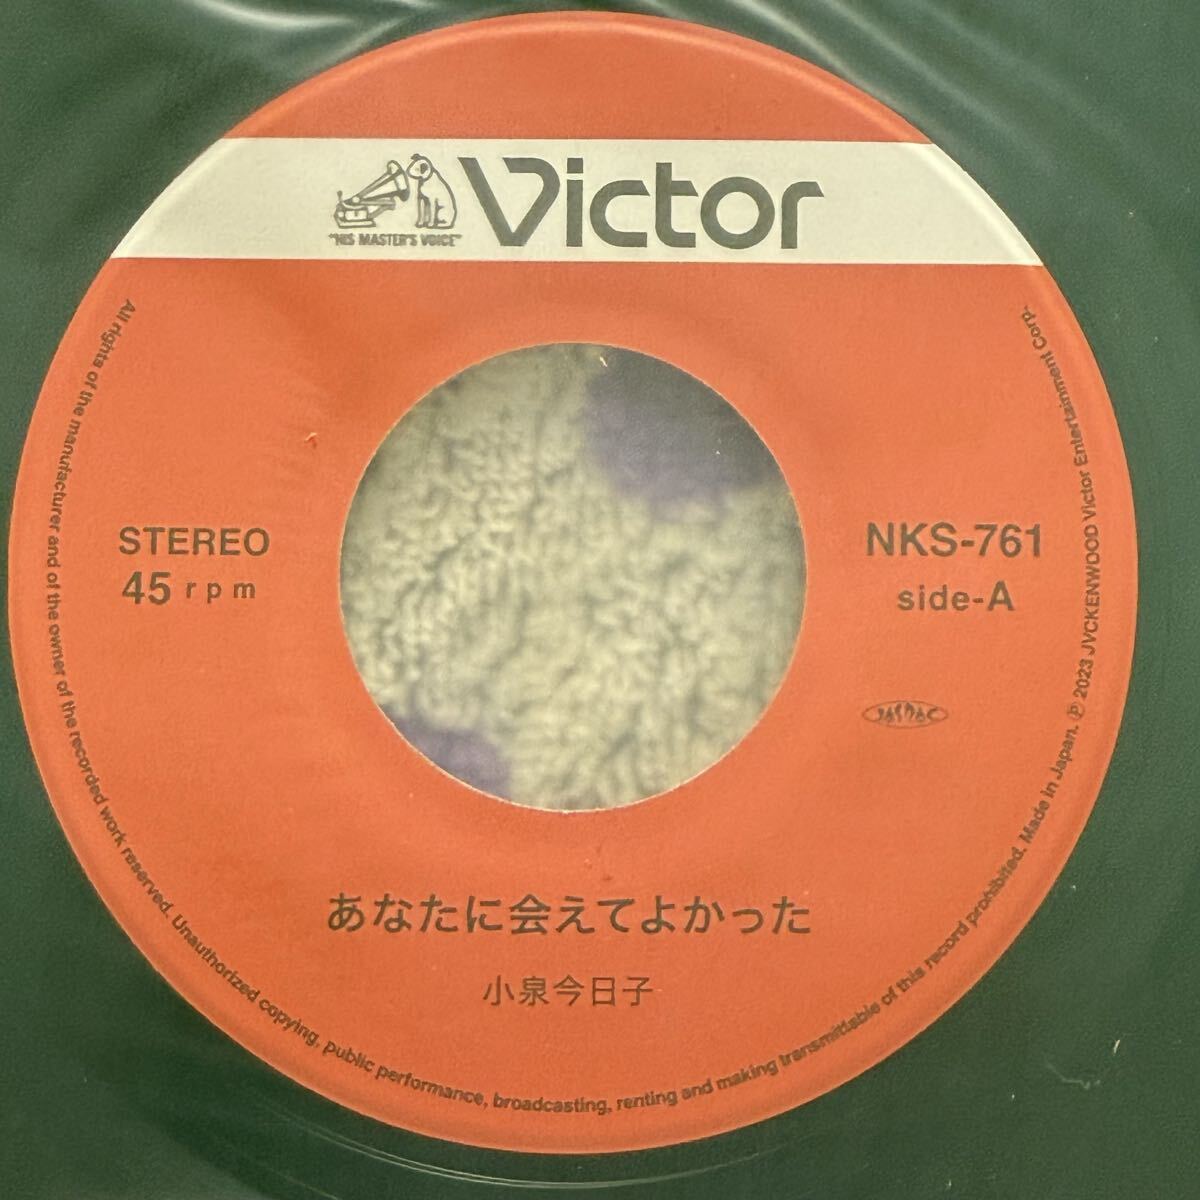 "HIS MASTER'S VOICE"
Victor
STEREO
45 rpm
NKS-761
side-A
JASRAC
あなたに会えてよかった
小泉今日子
All rights of the manufacturer and of the owner of the recorded work reserved. Unauthorized copying, public performance, broadcasting, renting and making transmittable of this record prohibited. Made in Japan. ℗ 2023 JVCKENWOOD Victor Entertainment Corp.